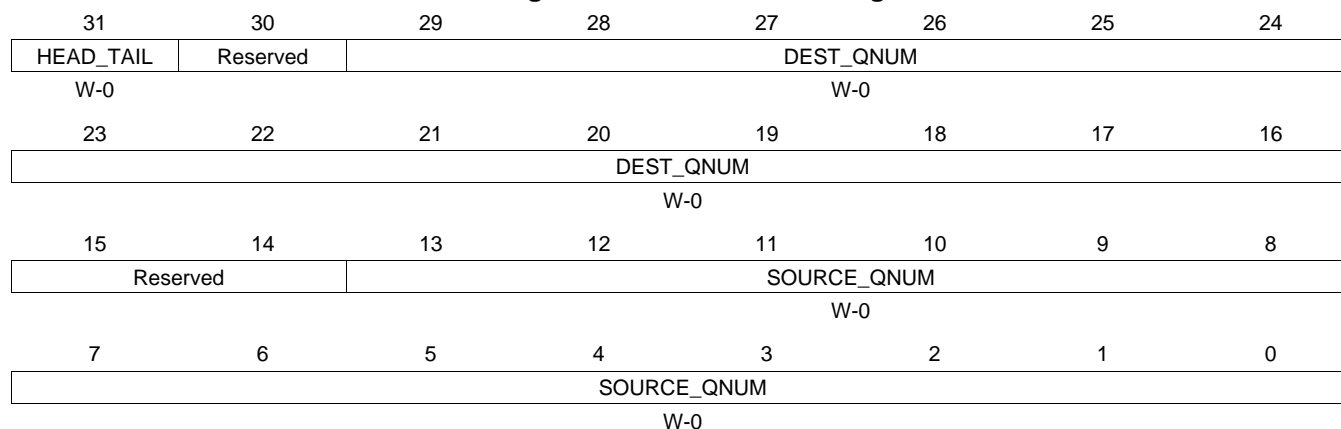 31 30 29 28 27 26 25 24
HEAD_TAIL Reserved DEST_QNUM
W-0 W-0
23 22 21 20 19 18 17 16
DEST_QNUM
W-0
15 14 13 12 11 10 9 8
Reserved SOURCE_QNUM
W-0
7 6 5 4 3 2 1 0
SOURCE_QNUM
W-0